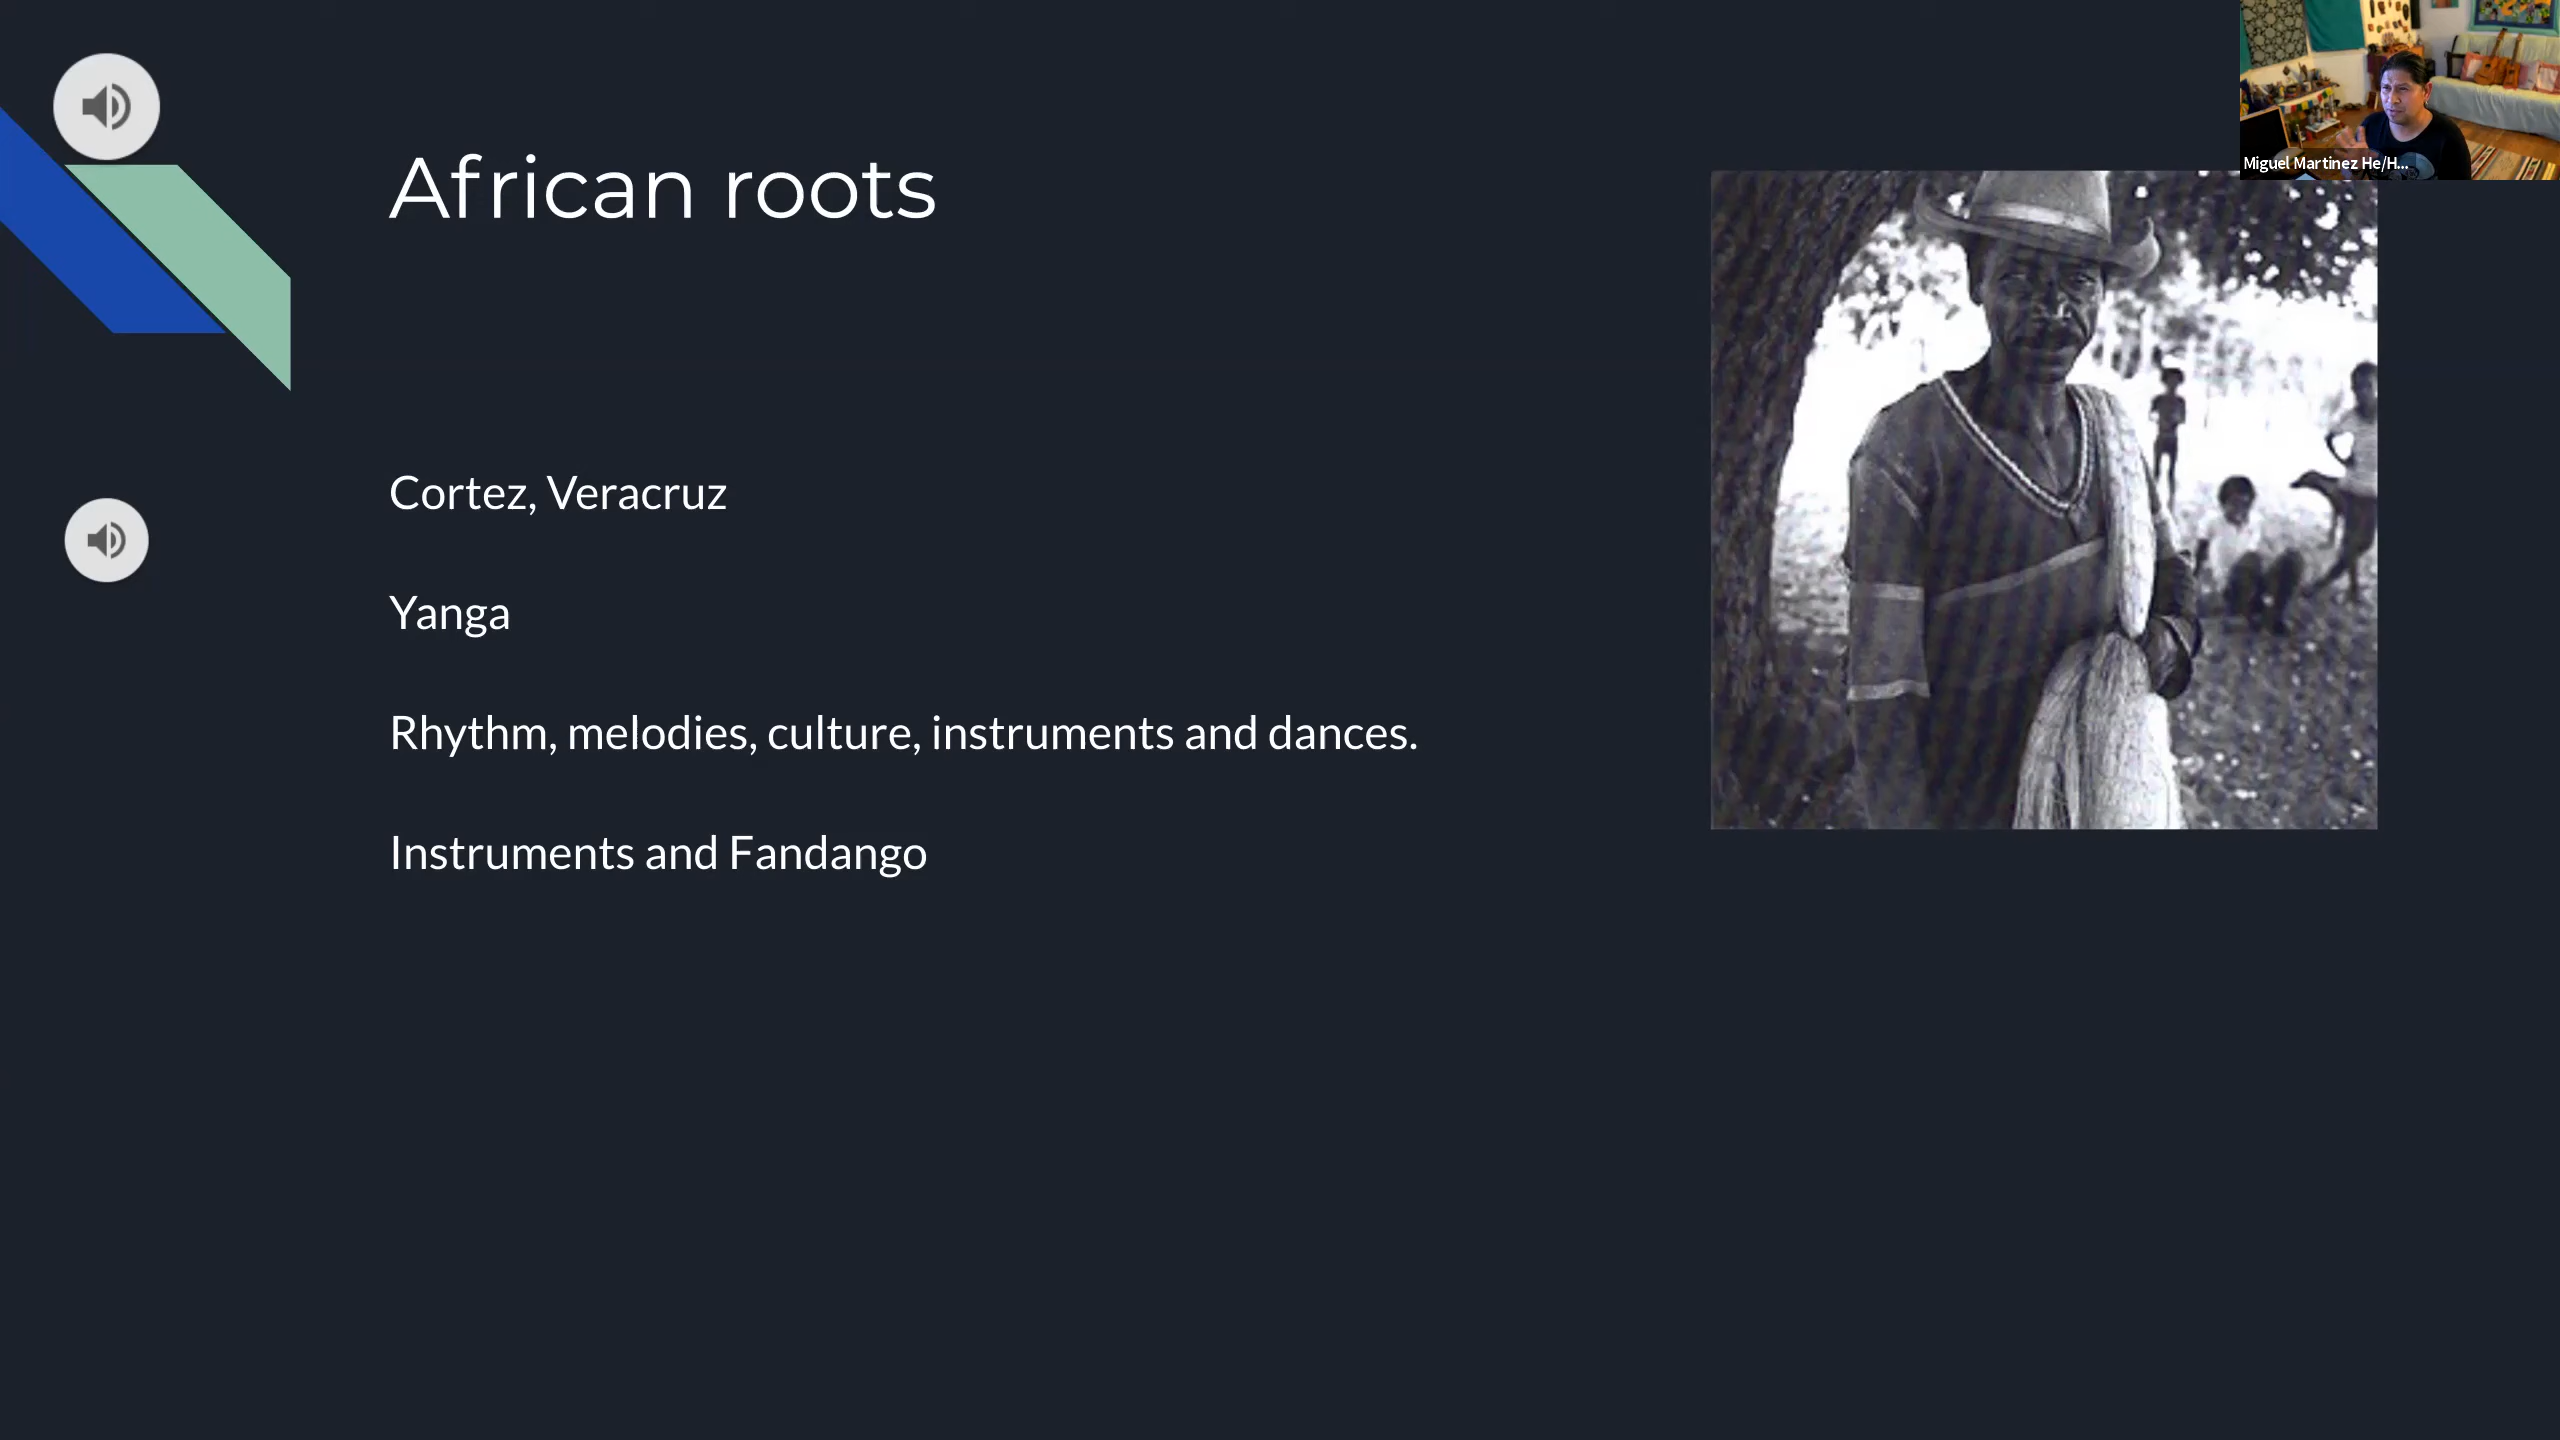 African roots
Cortez, Veracruz
Yanga
Rhythm, melodies, culture, instruments and dances.
Instruments and Fandango
Miguel Martinez He/H...